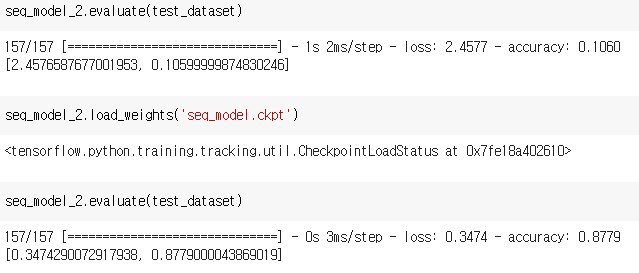 seq_model_2.evaluate(test_dataset)
157/157 [==============================] - 1s 2ms/step - loss: 2.4577 - accuracy: 0.1060
[2.4576587677001953, 0.10599999874830246]
seq_model_2.load_weights('seq_model.ckpt')
<tensorflow.python.training.tracking.util.CheckpointLoadStatus at 0x7fe18a402610>
seq_model_2.evaluate(test_dataset)
157/157 [==============================] - 0s 3ms/step - loss: 0.3474 - accuracy: 0.8779
[0.3474290072917938, 0.8779000043869019]